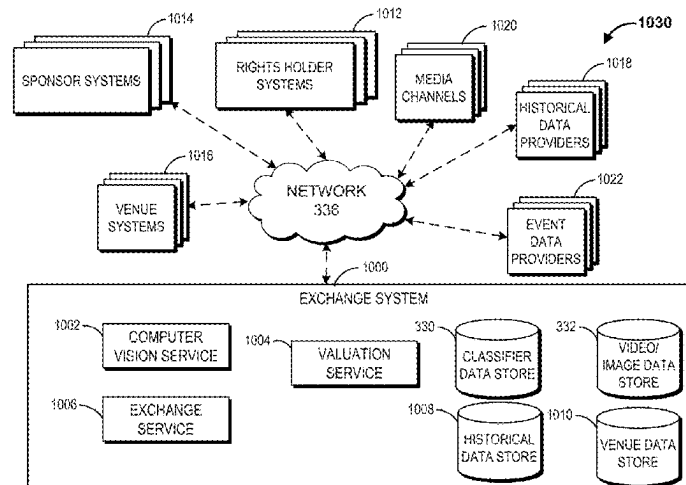 1014
SPONSOR SYSTEMS
1012
RIGHTS HOLDER
SYSTEMS
1020
MEDIA
CHANNELS
1030
1018
HISTORICAL
DATA
PROVIDERS
1016
VENUE
SYSTEMS
NETWORK
336
1022
EVENT
DATA
PROVIDERS
1000
EXCHANGE SYSTEM
1002
COMPUTER
VISION SERVICE
1004
VALUATION
SERVICE
330
CLASSIFIER
DATA STORE
332
VIDEO/
IMAGE DATA
STORE
1006
EXCHANGE
SERVICE
1008
HISTORICAL
DATA STORE
1010
VENUE DATA
STORE